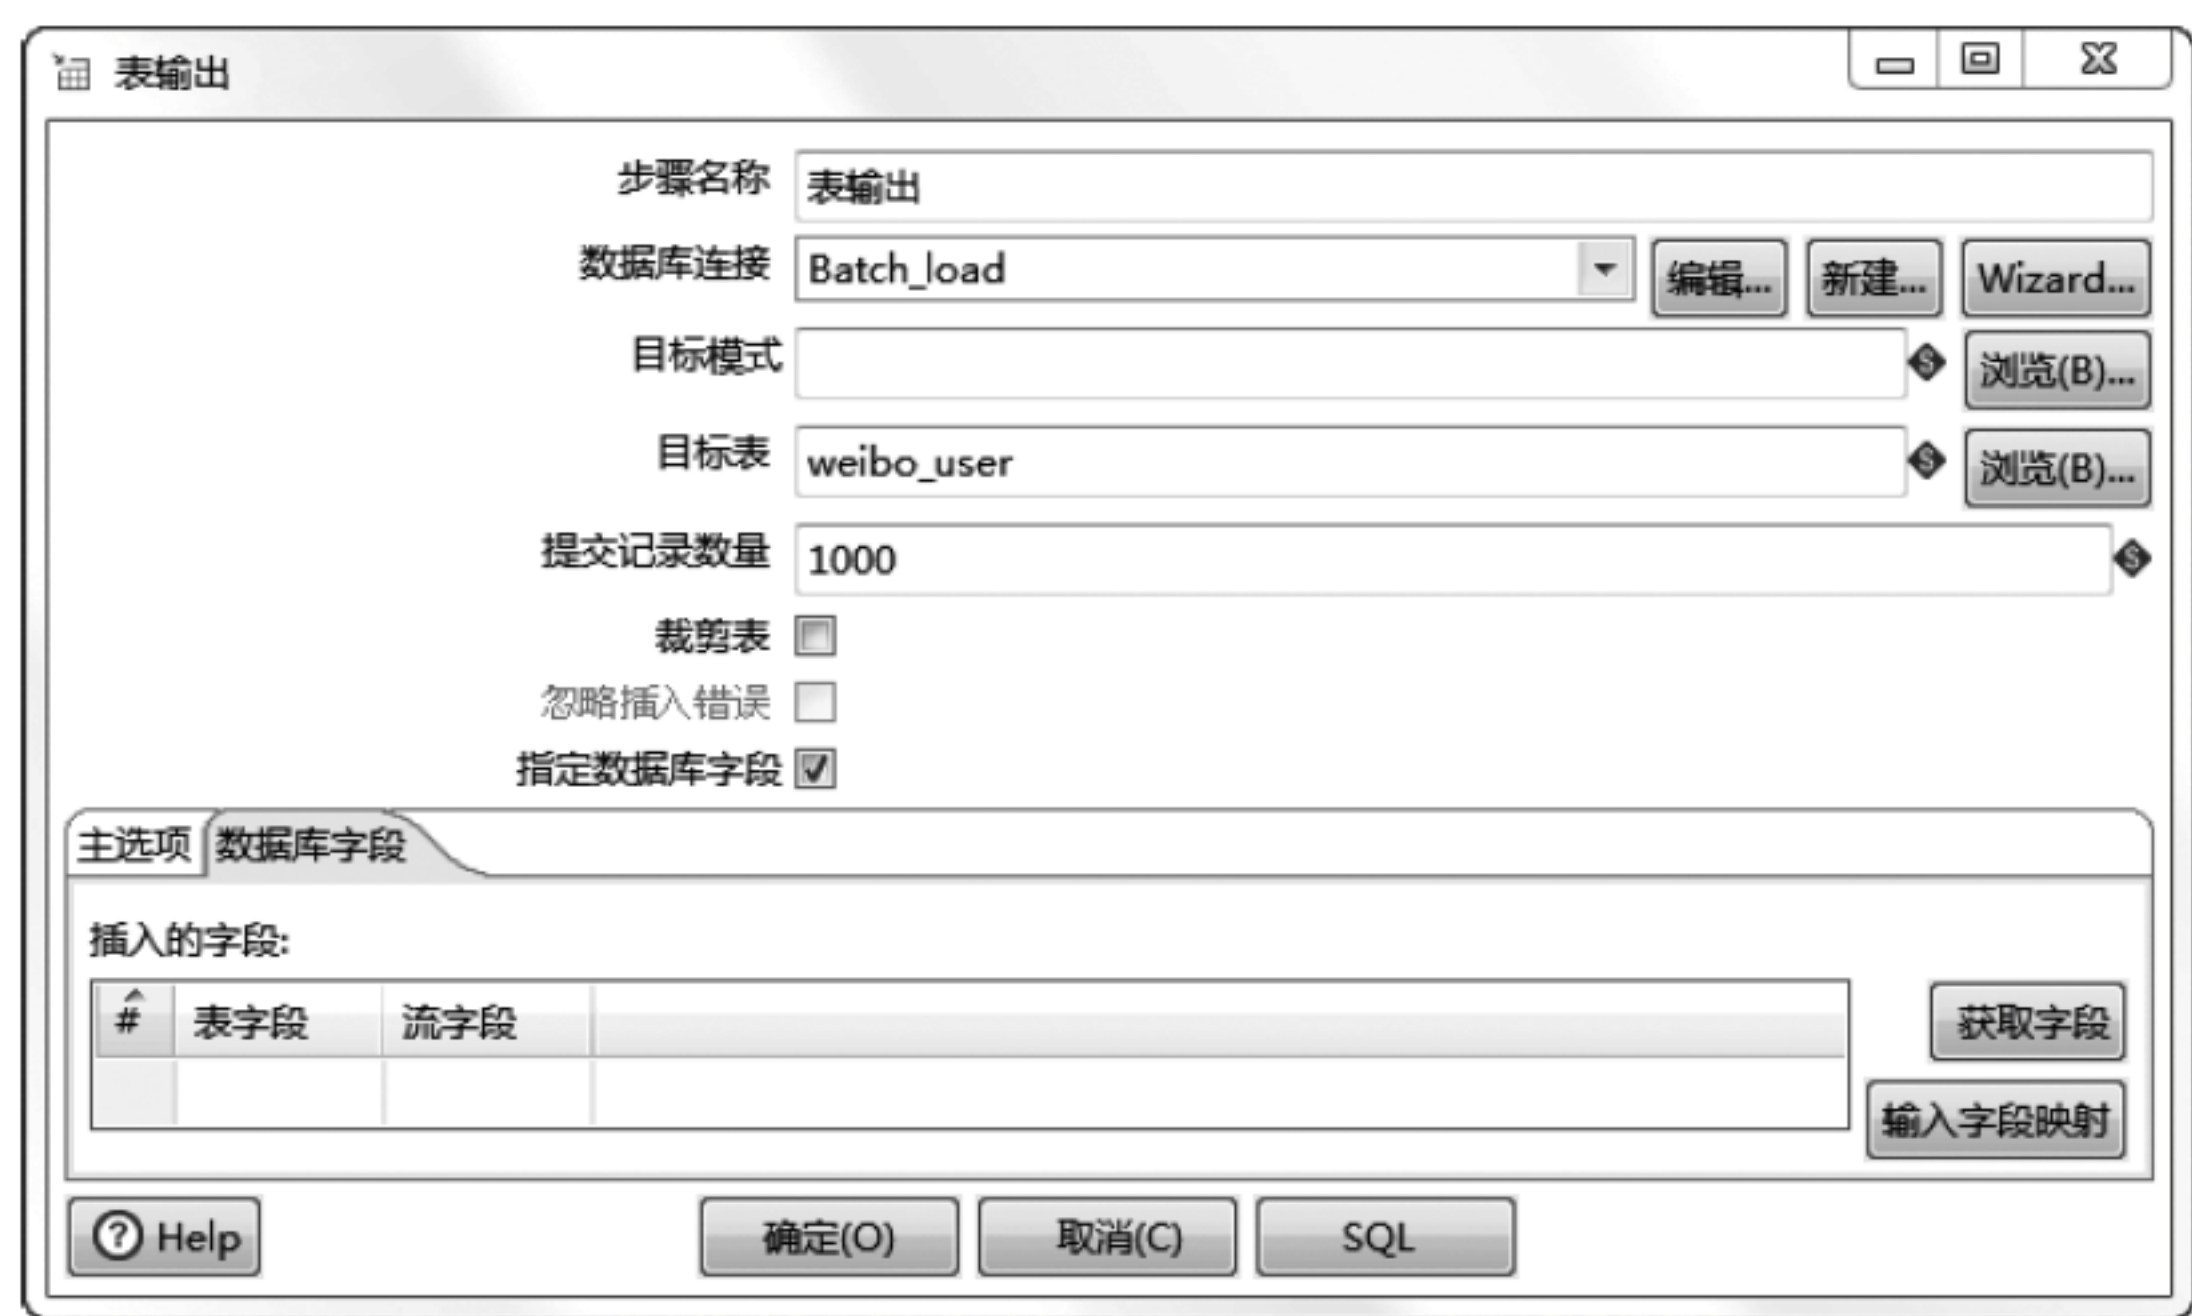 表输出
步骤名称 表输出
数据库连接 Batch_load 编辑... 新建... Wizard...
目标模式 浏览(B)...
目标表 weibo_user 浏览(B)...
提交记录数量 1000
裁剪表
忽略插入错误
指定数据库字段
主选项 数据库字段
插入的字段:
# 表字段 流字段 获取字段
输入字段映射
Help 确定(O) 取消(C) SQL